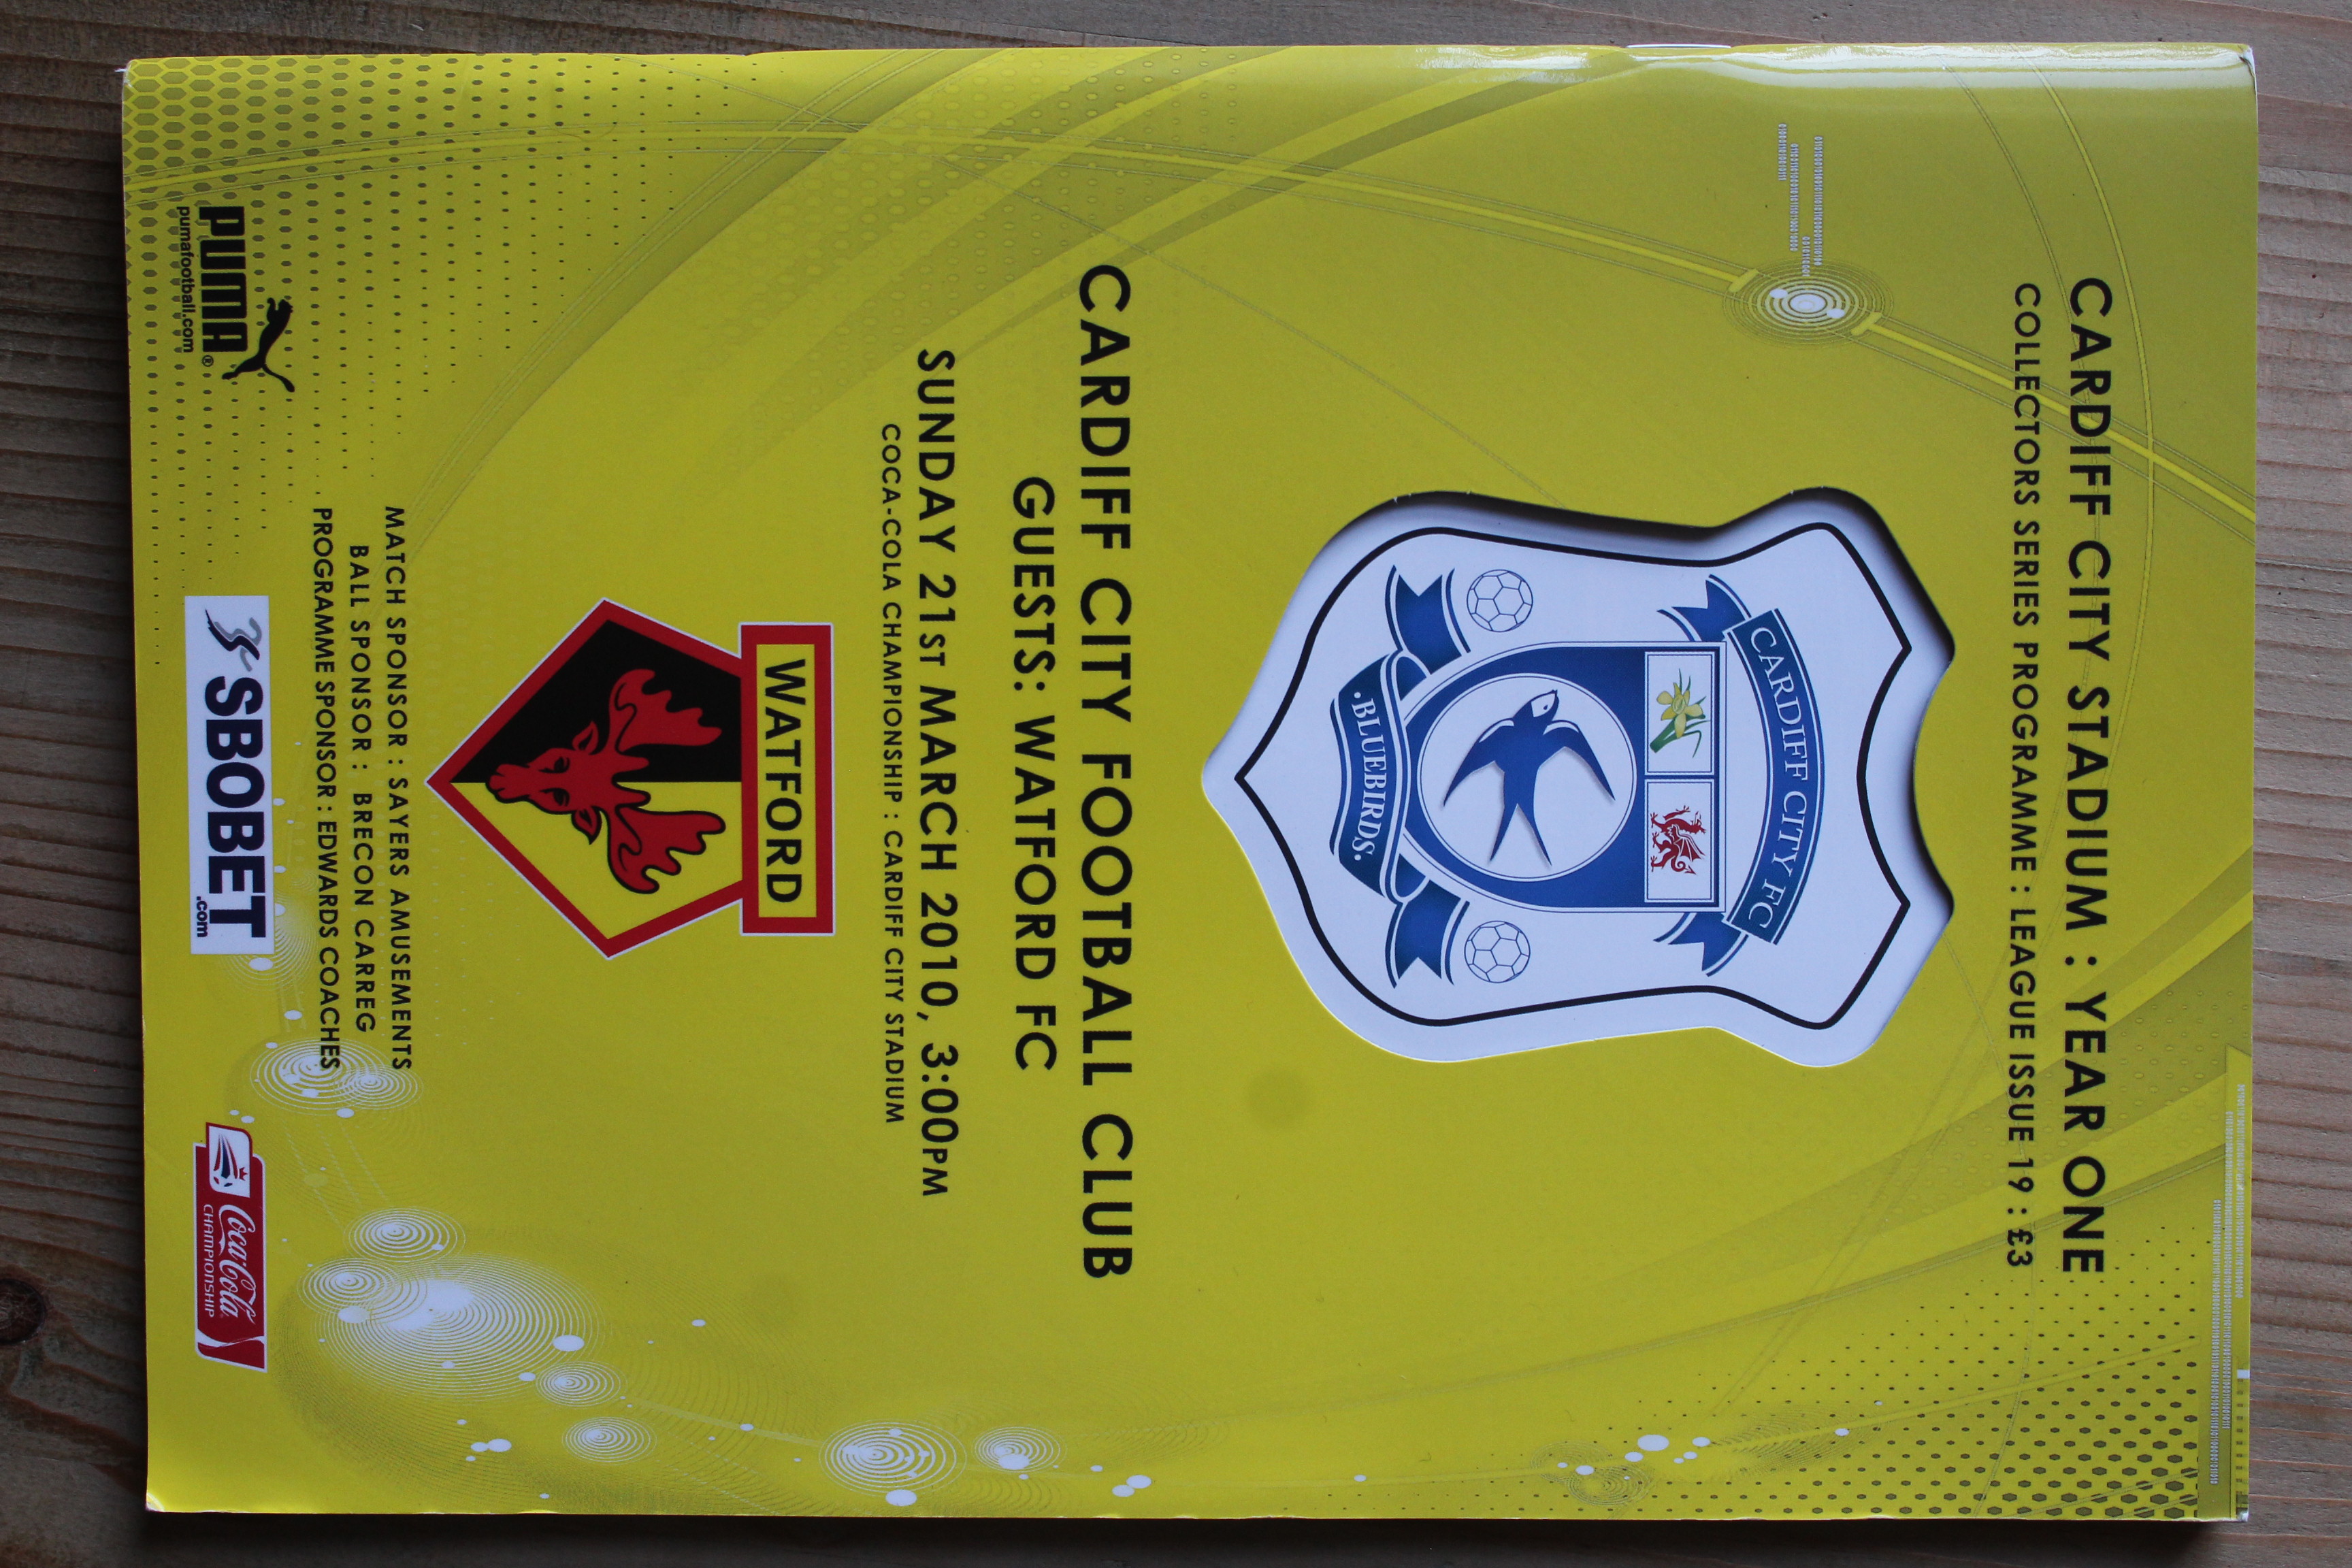 CARDIFF CITY STADIUM : YEAR ONE
COLLECTORS SERIES PROGRAMME : LEAGUE ISSUE 19 : £3
CARDIFF CITY FC
.BLUEBIRDS.
CARDIFF CITY FOOTBALL CLUB
GUESTS: WATFORD FC
SUNDAY 21ST MARCH 2010, 3:00PM
COCA-COLA CHAMPIONSHIP : CARDIFF CITY STADIUM
WATFORD
MATCH SPONSOR : SAYERS AMUSEMENTS
BALL SPONSOR : BRECON CARREG
PROGRAMME SPONSOR : EDWARDS COACHES
PUMA®
pumafootball.com
SBOBET
.com
Coca-Cola
CHAMPIONSHIP